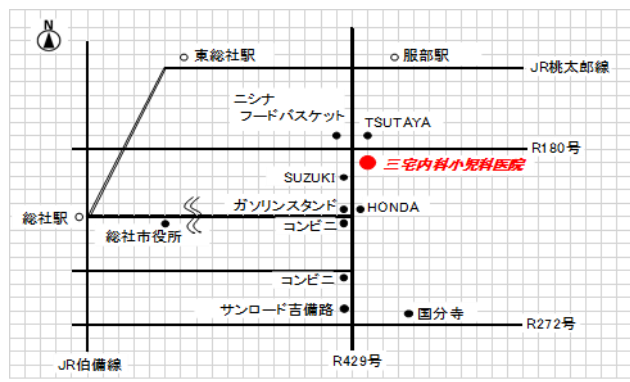 N
東総社駅
服部駅
JR桃太郎線
ニシナ
フードバスケット
TSUTAYA
R180号
三宅内科小児科医院
SUZUKI
ガソリンスタンド
HONDA
総社駅
コンビニ
総社市役所
コンビニ
サンロード吉備路
国分寺
R272号
JR伯備線
R429号